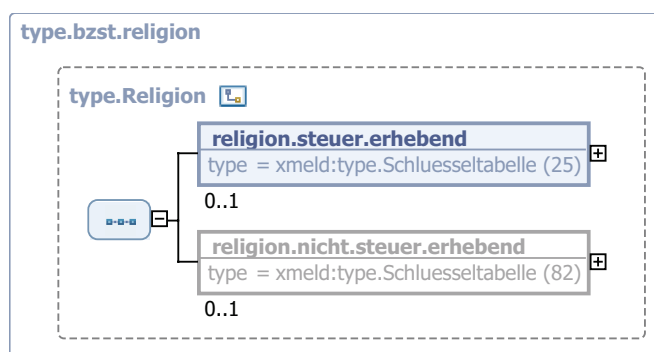 type.bzst.religion
type.Religion
religion.steuer.erhebend
type = xmeld:type.Schluesseltabelle (25)
0..1
religion.nicht.steuer.erhebend
type = xmeld:type.Schluesseltabelle (82)
0..1